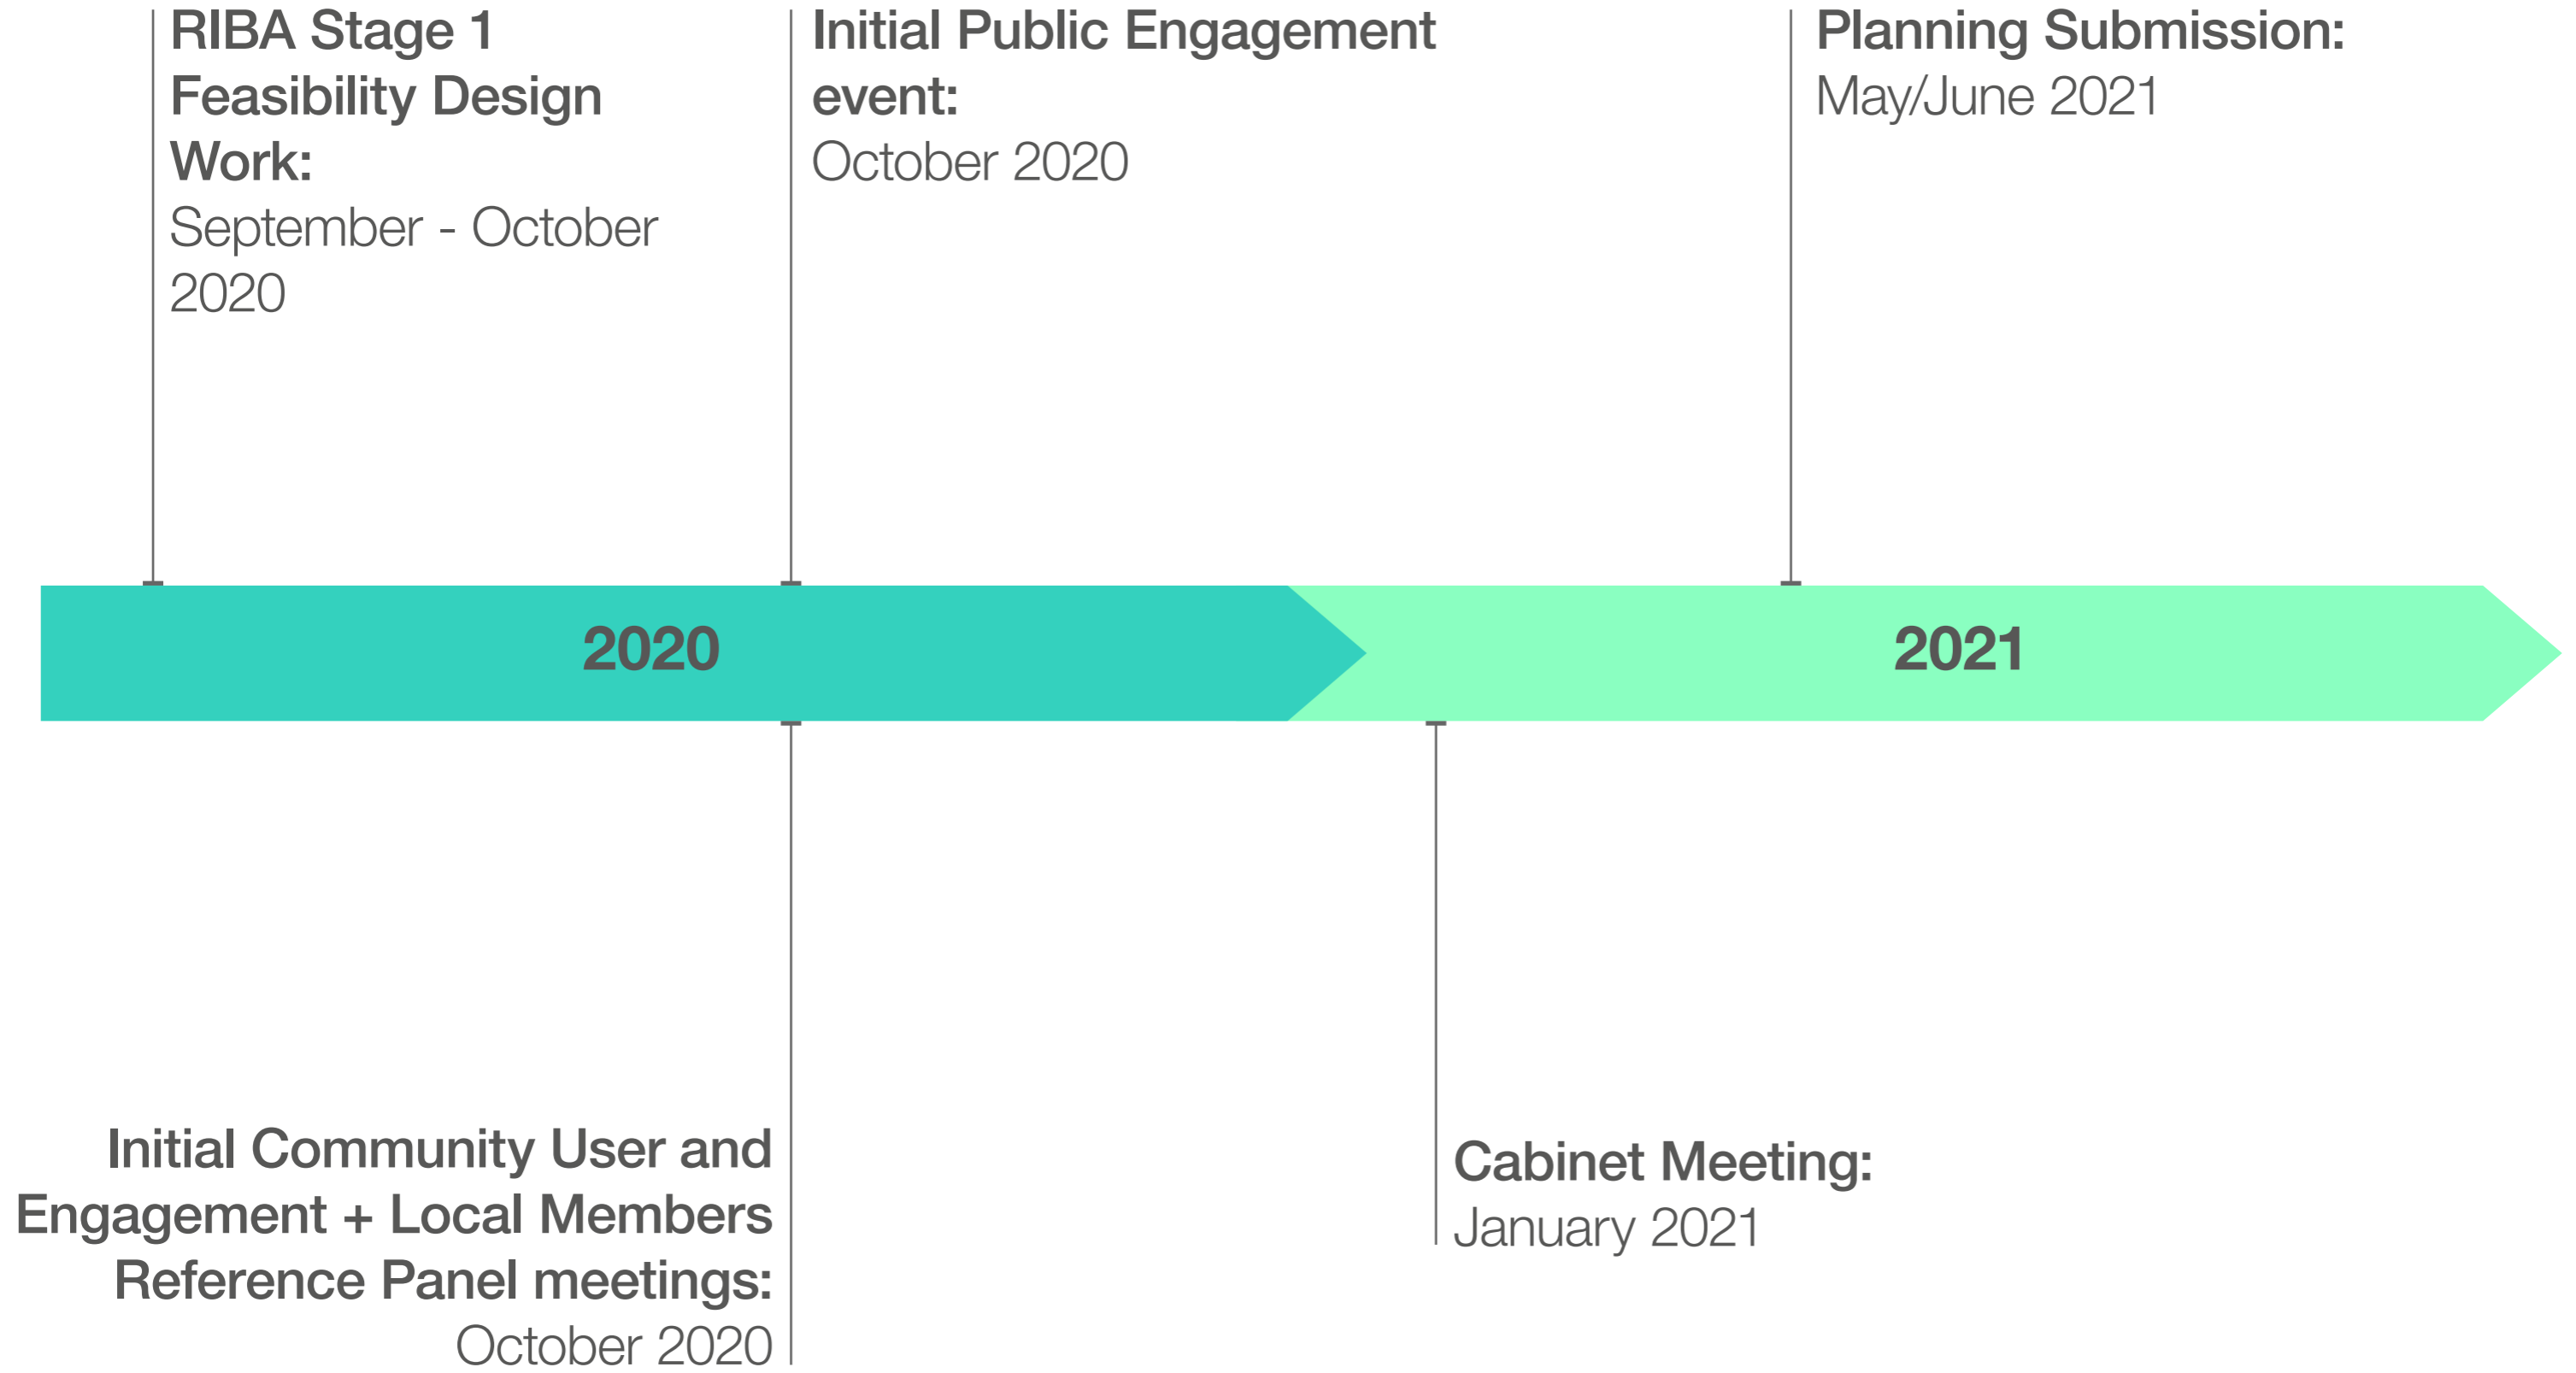 RIBA Stage 1
Feasibility Design
Work:
September - October
2020
Initial Public Engagement
event:
October 2020
Planning Submission:
May/June 2021
2020
2021
Initial Community User and
Engagement + Local Members
Reference Panel meetings:
October 2020
Cabinet Meeting:
January 2021